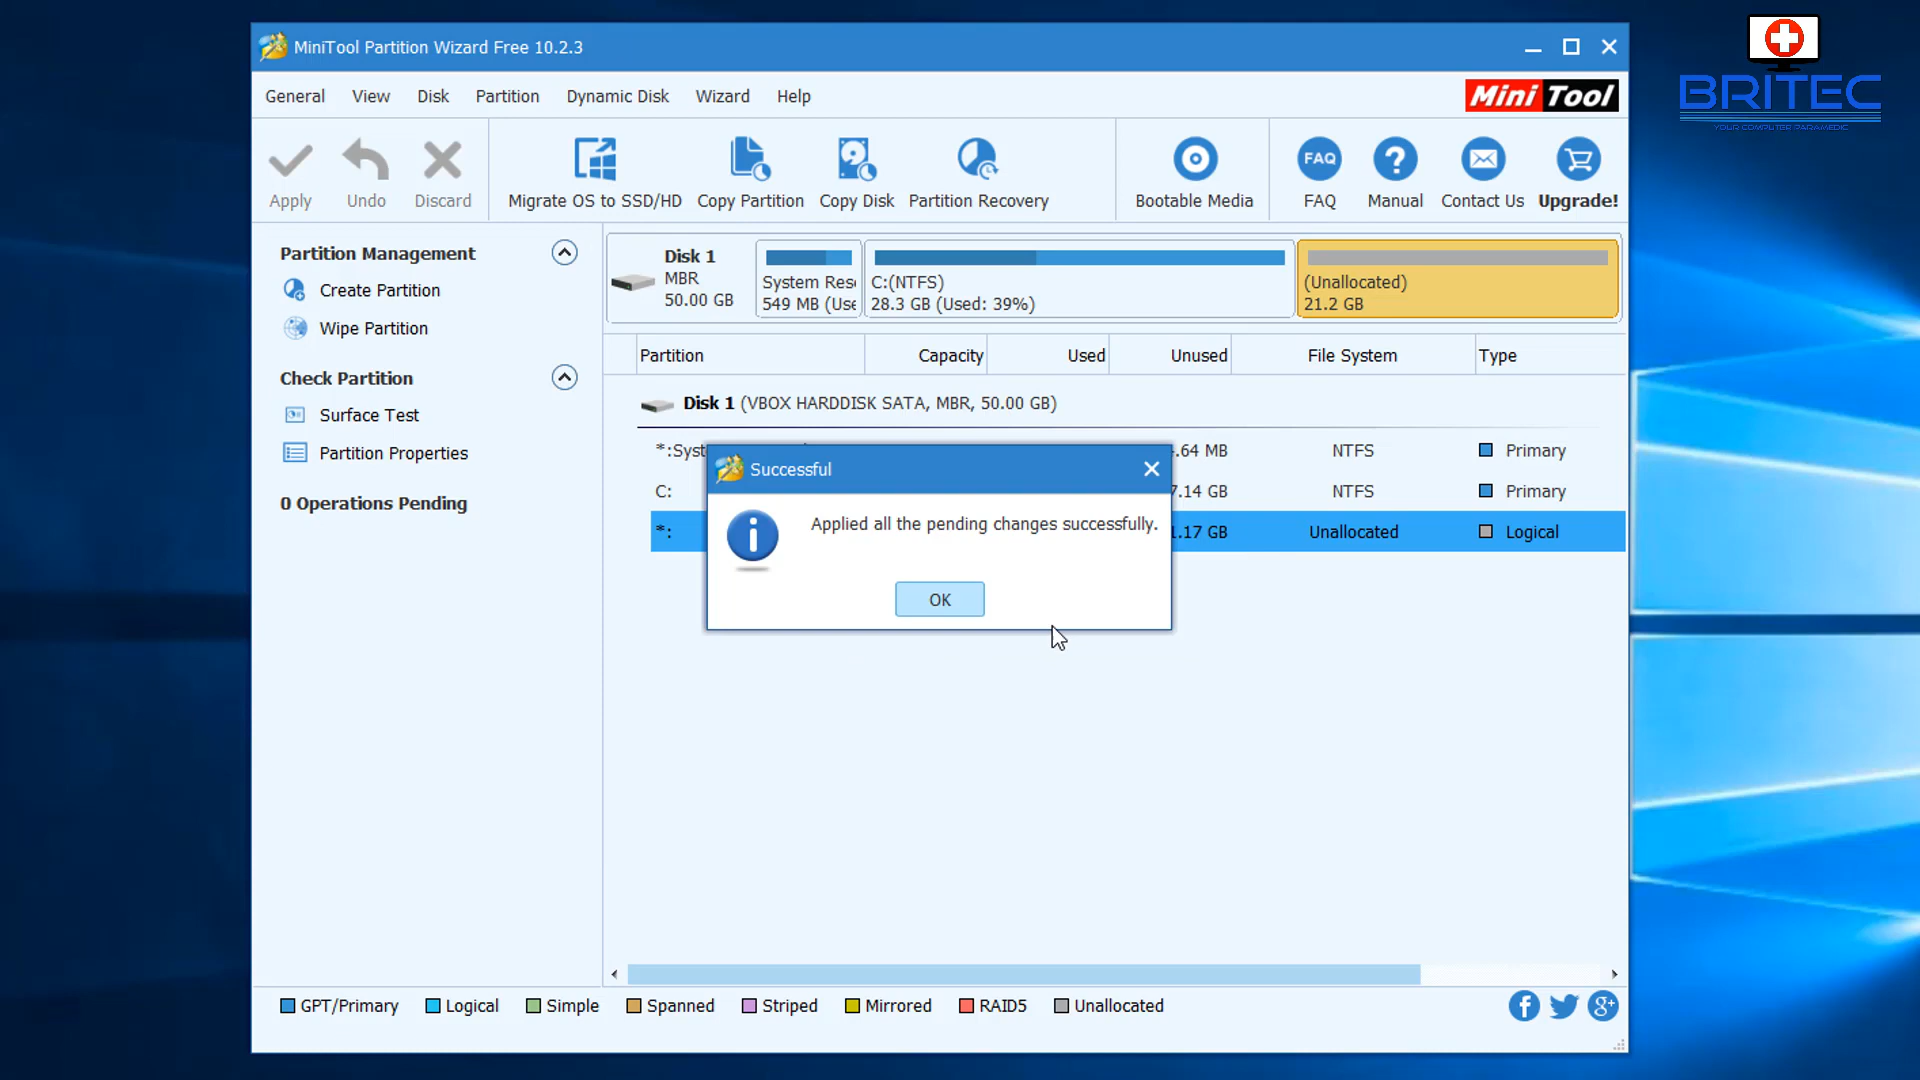 MiniTool Partition Wizard Free 10.2.3
BRITEC
YOUR COMPUTER PARAMEDIC
General View Disk Partition Dynamic Disk Wizard Help
Mini Tool
Apply Undo Discard Migrate OS to SSD/HD Copy Partition Copy Disk Partition Recovery Bootable Media FAQ FAQ Manual Contact Us Upgrade!
Partition Management
Create Partition
Wipe Partition
Check Partition
Surface Test
Partition Properties
0 Operations Pending
Disk 1
MBR
50.00 GB
System Rese
549 MB (Use
C:(NTFS)
28.3 GB (Used: 39%)
(Unallocated)
21.2 GB
Partition Capacity Used Unused File System Type
Disk 1 (VBOX HARDDISK SATA, MBR, 50.00 GB)
*:Syst .64 MB NTFS Primary
C: 7.14 GB NTFS Primary
*: 1.17 GB Unallocated Logical
Successful
Applied all the pending changes successfully.
OK
GPT/Primary Logical Simple Spanned Striped Mirrored RAID5 Unallocated